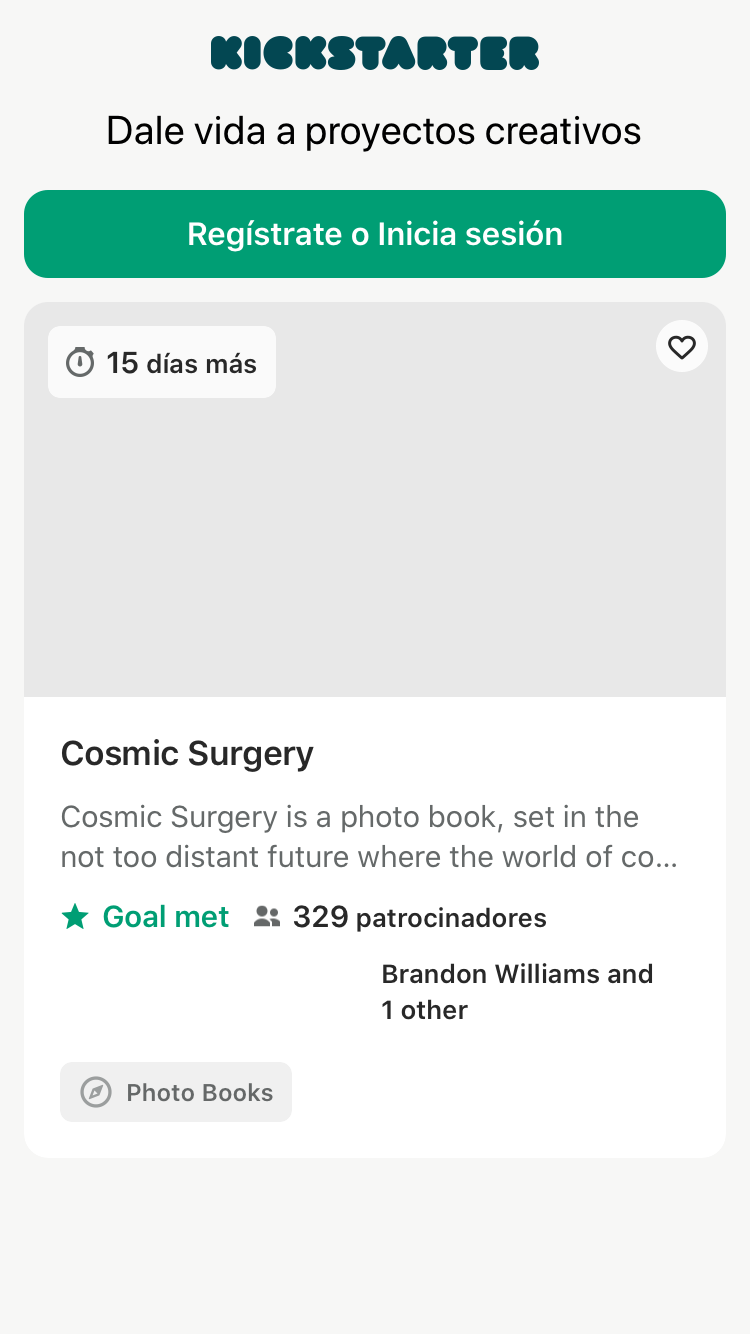 KICKSTARTER
Dale vida a proyectos creativos
Regístrate o Inicia sesión
15 días más
Cosmic Surgery
Cosmic Surgery is a photo book, set in the
not too distant future where the world of co...
Goal met 329 patrocinadores
Brandon Williams and
1 other
Photo Books